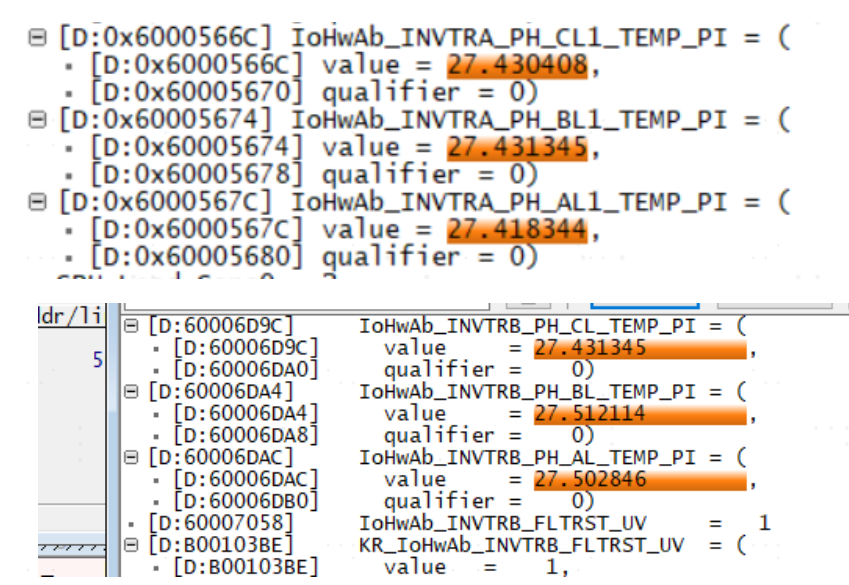 [D:0x6000566C] IoHwAb_INVTRA_PH_CL1_TEMP_PI = (
[D:0x6000566C] value = 27.430408,
[D:0x60005670] qualifier = 0)
[D:0x60005674] IoHwAb_INVTRA_PH_BL1_TEMP_PI = (
[D:0x60005674] value = 27.431345,
[D:0x60005678] qualifier = 0)
[D:0x6000567C] IoHwAb_INVTRA_PH_AL1_TEMP_PI = (
[D:0x6000567C] value = 27.418344,
[D:0x60005680] qualifier = 0)
ddr/li
5
[D:60006D9C] IoHwAb_INVTRB_PH_CL_TEMP_PI = (
[D:60006D9C] value = 27.431345 ,
[D:60006DA0] qualifier = 0)
[D:60006DA4] IoHwAb_INVTRB_PH_BL_TEMP_PI = (
[D:60006DA4] value = 27.512114 ,
[D:60006DA8] qualifier = 0)
[D:60006DAC] IoHwAb_INVTRB_PH_AL_TEMP_PI = (
[D:60006DAC] value = 27.502846 ,
[D:60006DB0] qualifier = 0)
[D:60007058] IoHwAb_INVTRB_FLTRST_UV = 1
[D:B00103BE] KR_IoHwAb_INVTRB_FLTRST_UV = (
[D:B00103BE] value = 1,